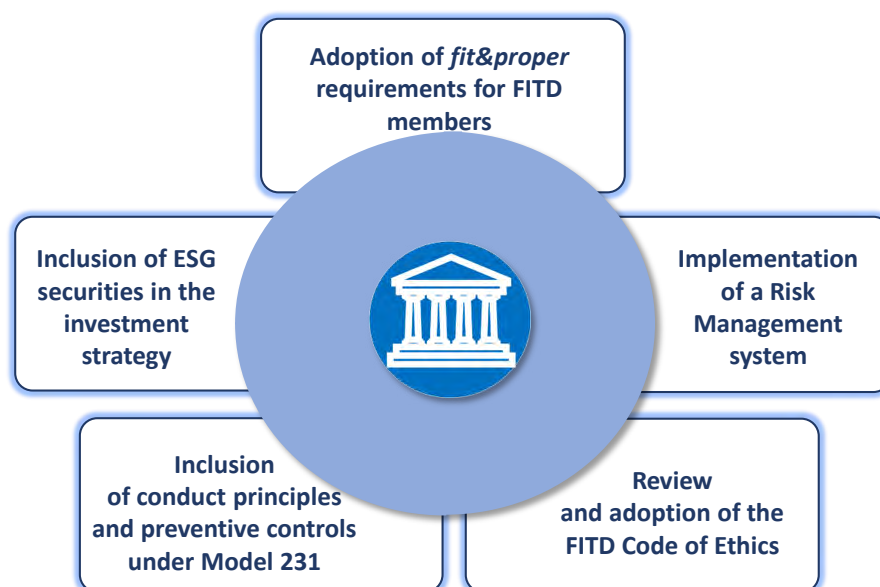 Adoption of fit&proper
requirements for FITD
members
Inclusion of ESG
securities in the
investment
strategy
Implementation
of a Risk
Management
system
Inclusion
of conduct principles
and preventive controls
under Model 231
Review
and adoption of the
FITD Code of Ethics